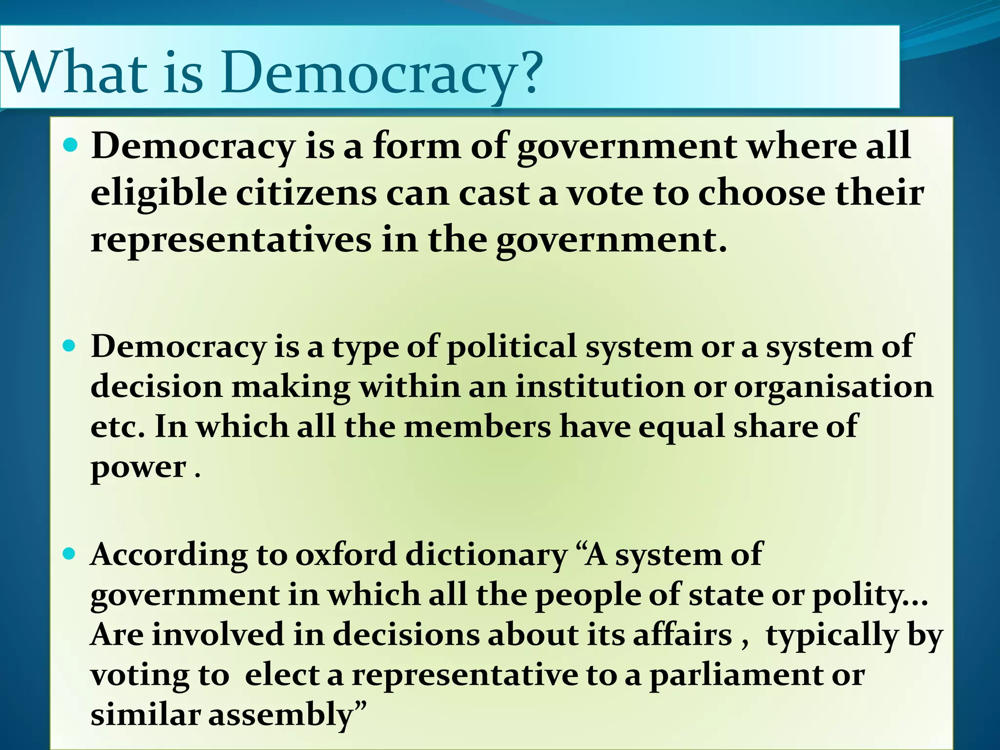 What is Democracy?
• Democracy is a form of government where all
eligible citizens can cast a vote to choose their
representatives in the government.
• Democracy is a type of political system or a system of
decision making within an institution or organisation
etc. In which all the members have equal share of
power .
• According to oxford dictionary “A system of
government in which all the people of state or polity...
Are involved in decisions about its affairs ,  typically by
voting to  elect a representative to a parliament or
similar assembly”